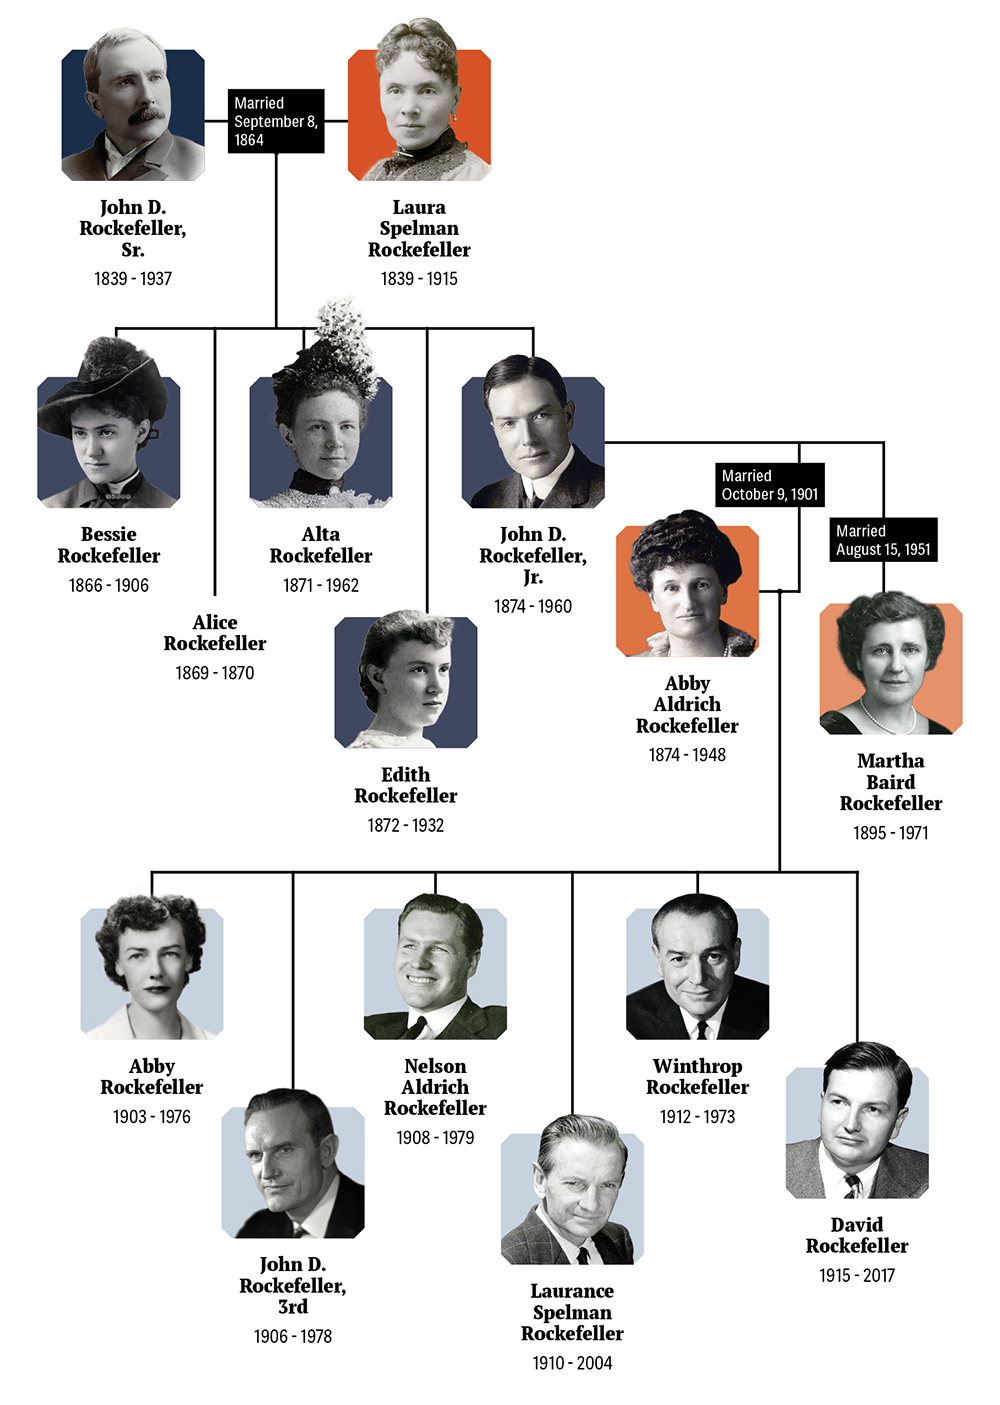 Married
September 8,
1864
John D.
Rockefeller,
Sr.
1839 - 1937
Laura
Spelman
Rockefeller
1839 - 1915
Bessie
Rockefeller
1866 - 1906
Alice
Rockefeller
1869 - 1870
Alta
Rockefeller
1871 - 1962
Edith
Rockefeller
1872 - 1932
John D.
Rockefeller,
Jr.
1874 - 1960
Married
October 9, 1901
Married
August 15, 1951
Abby
Aldrich
Rockefeller
1874 - 1948
Martha
Baird
Rockefeller
1895 - 1971
Abby
Rockefeller
1903 - 1976
John D.
Rockefeller,
3rd
1906 - 1978
Nelson
Aldrich
Rockefeller
1908 - 1979
Laurance
Spelman
Rockefeller
1910 - 2004
Winthrop
Rockefeller
1912 - 1973
David
Rockefeller
1915 - 2017